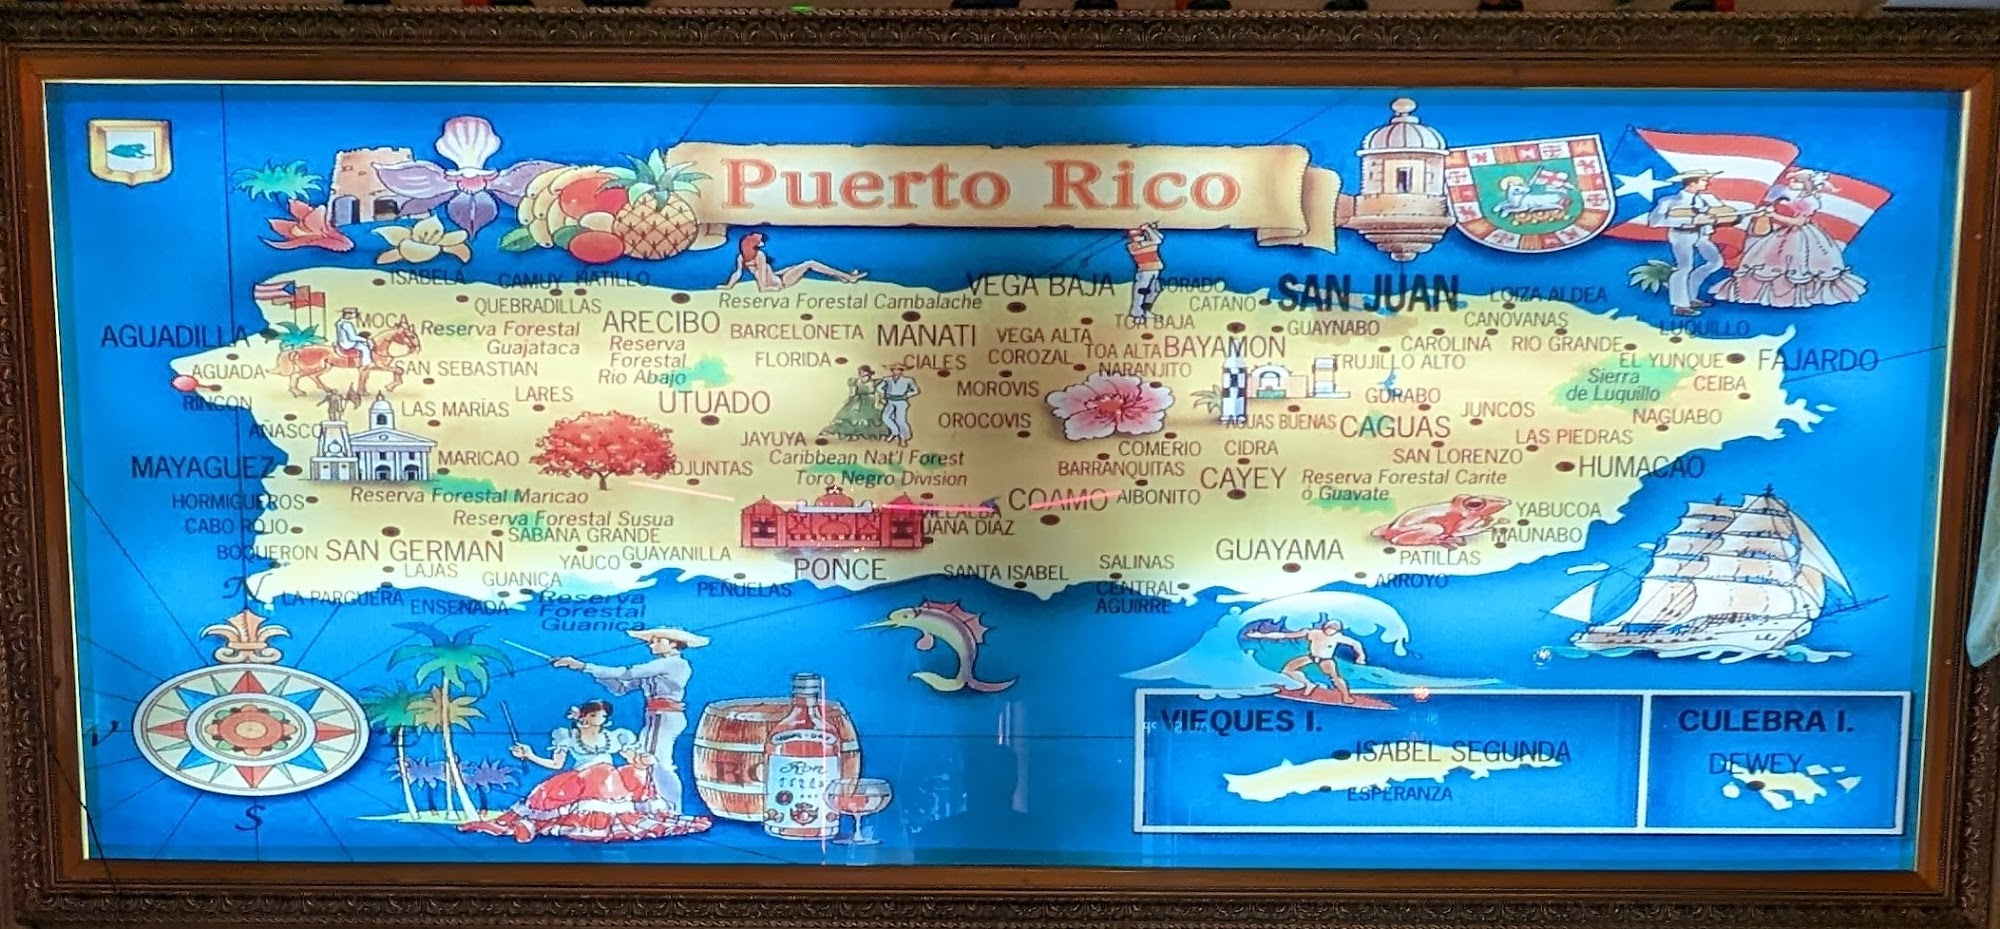 Puerto Rico
ISABELA
CAMUY
HATILLO
QUEBRADILLAS
Reserva Forestal Cambalache
VEGA BAJA
DORADO
CATANO
SAN JUAN
LOIZA ALDEA
AGUADILLA
MOCA
Reserva Forestal
Guajataca
ARECIBO
Reserva
Forestal
Rio Abajo
BARCELONETA
MANATI
VEGA ALTA
TOA BAJA
GUAYNABO
CANOVANAS
LUQUILLO
AGUADA
SAN SEBASTIAN
FLORIDA
CIALES
COROZAL
TOA ALTA
BAYAMON
NARANJITO
TRUJILLO ALTO
CAROLINA
RIO GRANDE
EL YUNQUE
FAJARDO
RINCON
LAS MARÍAS
LARES
UTUADO
MOROVIS
GURABO
Sierra
de Luquillo
CEIBA
AÑASCO
OROCOVIS
AGUAS BUENAS
CAGUAS
JUNCOS
NAGUABO
JAYUYA
MAYAGUEZ
MARICAO
ADJUNTAS
Caribbean Nat'l Forest
Toro Negro Division
COMERIO
CIDRA
BARRANQUITAS
SAN LORENZO
LAS PIEDRAS
HUMACAO
HORMIGUEROS
Reserva Forestal Maricao
COAMO
AIBONITO
CAYEY
Reserva Forestal Carite
ó Guavate
YABUCOA
CABO ROJO
Reserva Forestal Susua
SABANA GRANDE
VILLALBA
JUANA DIAZ
MAUNABO
BOQUERON
SAN GERMAN
YAUCO
GUAYANILLA
PONCE
SANTA ISABEL
SALINAS
GUAYAMA
PATILLAS
LAJAS
GUANICA
PEÑUELAS
CENTRAL
AGUIRRE
ARROYO
LA PARGUERA
ENSENADA
Reserva
Forestal
Guanica
N
E
S
RO
Ron
VIEQUES I.
ISABEL SEGUNDA
ESPERANZA
CULEBRA I.
DEWEY